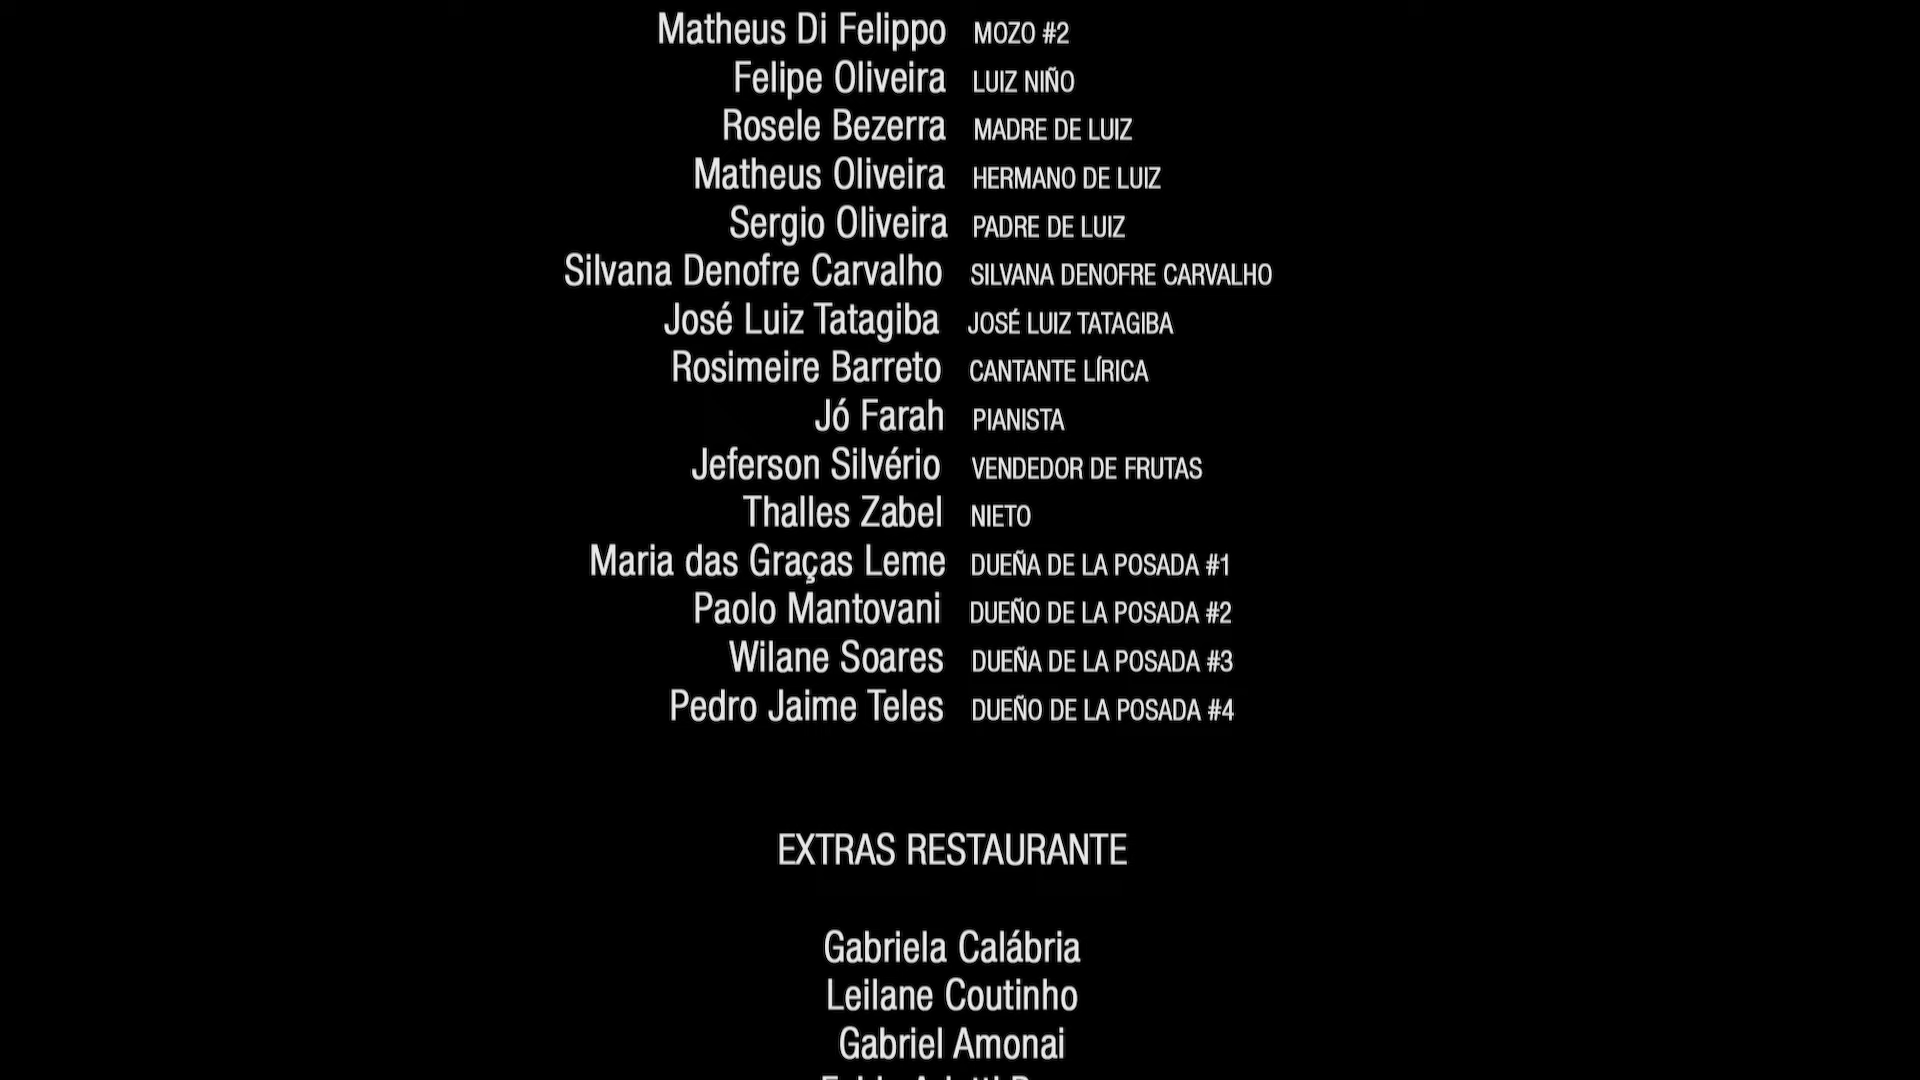 Matheus Di Felippo MOZO #2
Felipe Oliveira LUIZ NIÑO
Rosele Bezerra MADRE DE LUIZ
Matheus Oliveira HERMANO DE LUIZ
Sergio Oliveira PADRE DE LUIZ
Silvana Denofre Carvalho SILVANA DENOFRE CARVALHO
José Luiz Tatagiba JOSÉ LUIZ TATAGIBA
Rosimeire Barreto CANTANTE LÍRICA
Jó Farah PIANISTA
Jeferson Silvério VENDEDOR DE FRUTAS
Thalles Zabel NIETO
Maria das Graças Leme DUEÑA DE LA POSADA #1
Paolo Mantovani DUEÑO DE LA POSADA #2
Wilane Soares DUEÑA DE LA POSADA #3
Pedro Jaime Teles DUEÑO DE LA POSADA #4
EXTRAS RESTAURANTE
Gabriela Calábria
Leilane Coutinho
Gabriel Amonai